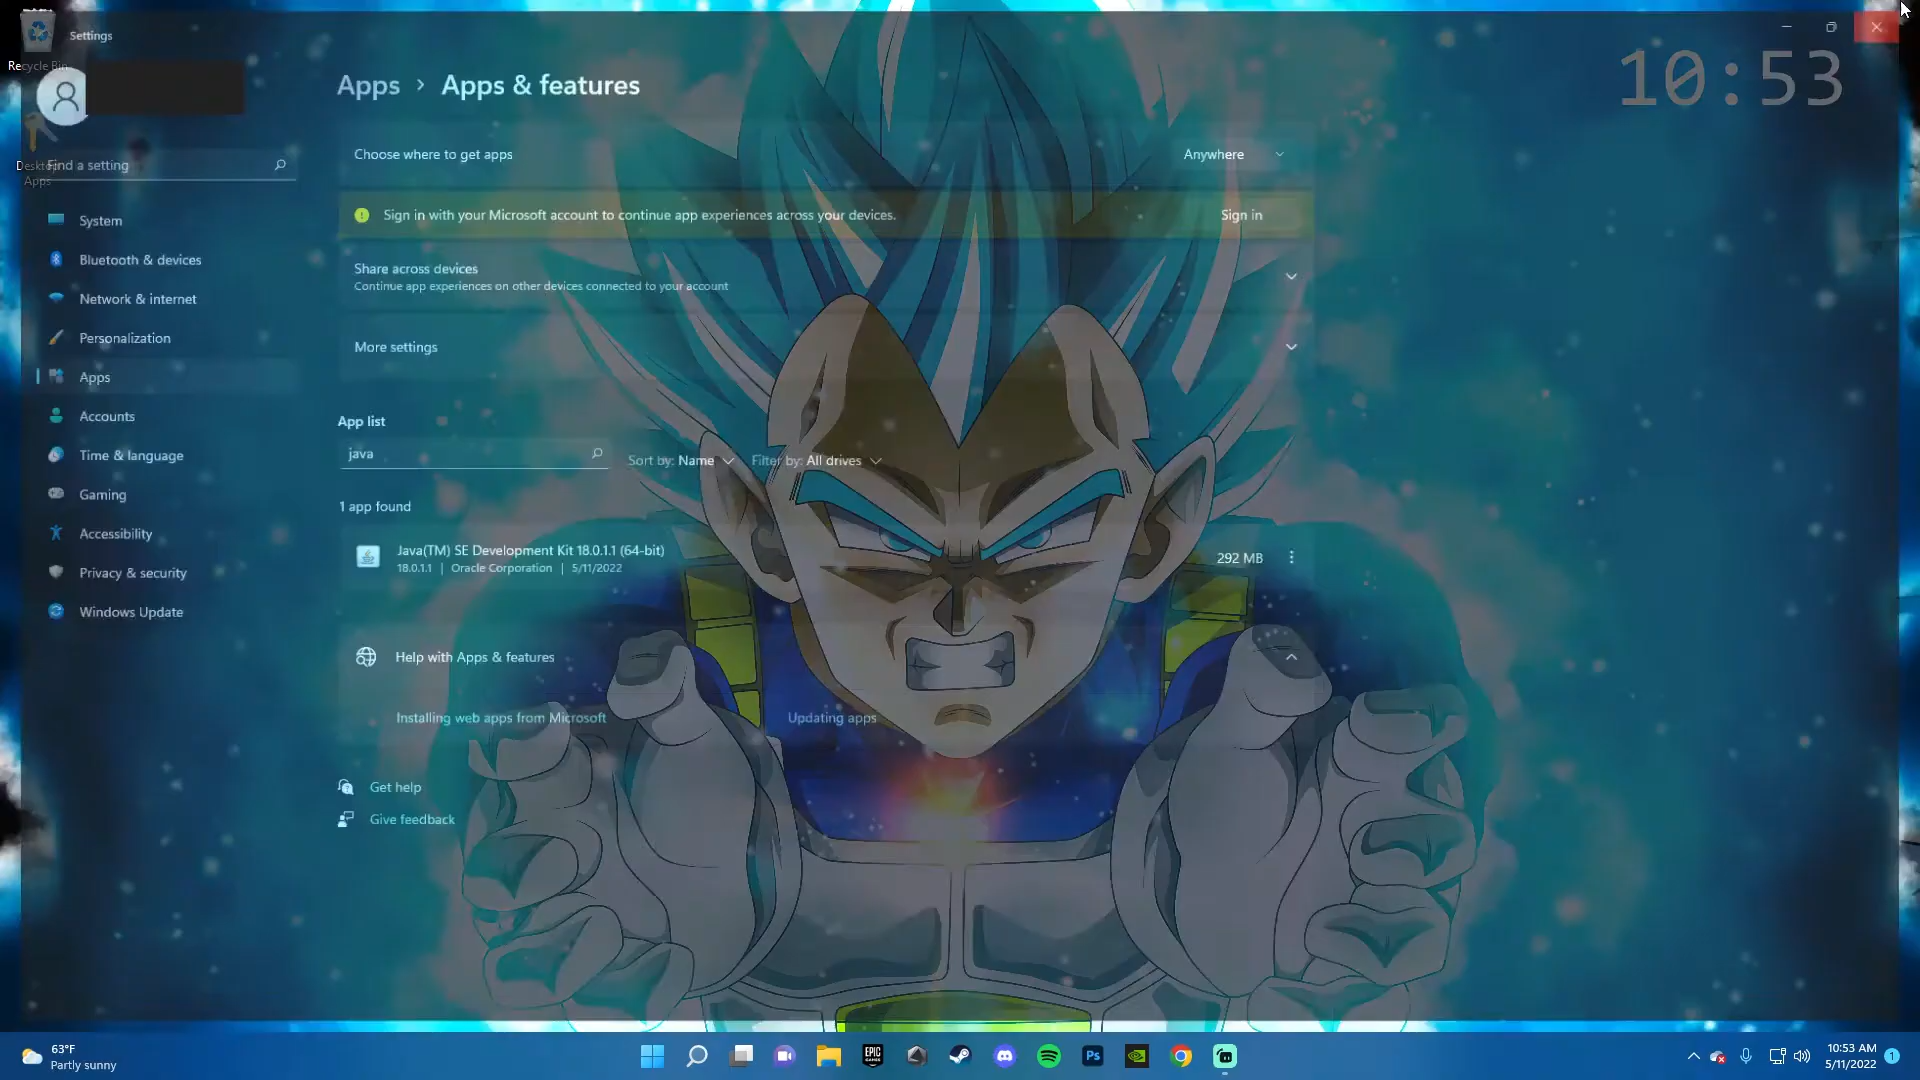 Settings
Recycle Bin
10:53
Apps > Apps & features
Choose where to get apps
Anywhere
Find a setting
Apps
Sign in with your Microsoft account to continue app experiences across your devices.
Sign in
System
Bluetooth & devices
Share across devices
Continue app experiences on other devices connected to your account
Network & internet
Personalization
More settings
Apps
Accounts
App list
java
Sort by: Name
Filter by: All drives
Time & language
Gaming
1 app found
Accessibility
Java(TM) SE Development Kit 18.0.1.1 (64-bit)
18.0.1.1 | Oracle Corporation | 5/11/2022
292 MB
Privacy & security
Windows Update
Help with Apps & features
Installing web apps from Microsoft
Updating apps
Get help
Give feedback
63°F
Partly sunny
EPIC
GAMES
Ps
10:53 AM
5/11/2022
1